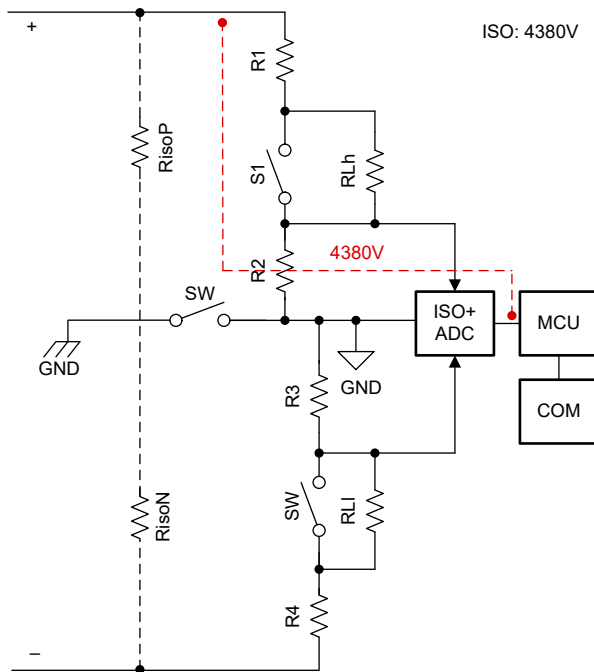 +
ISO: 4380V
R1
RisoP
S1
RLh
R2
4380V
SW
ISO+
ADC
MCU
GND
GND
R3
COM
SW
RLl
RisoN
R4
–